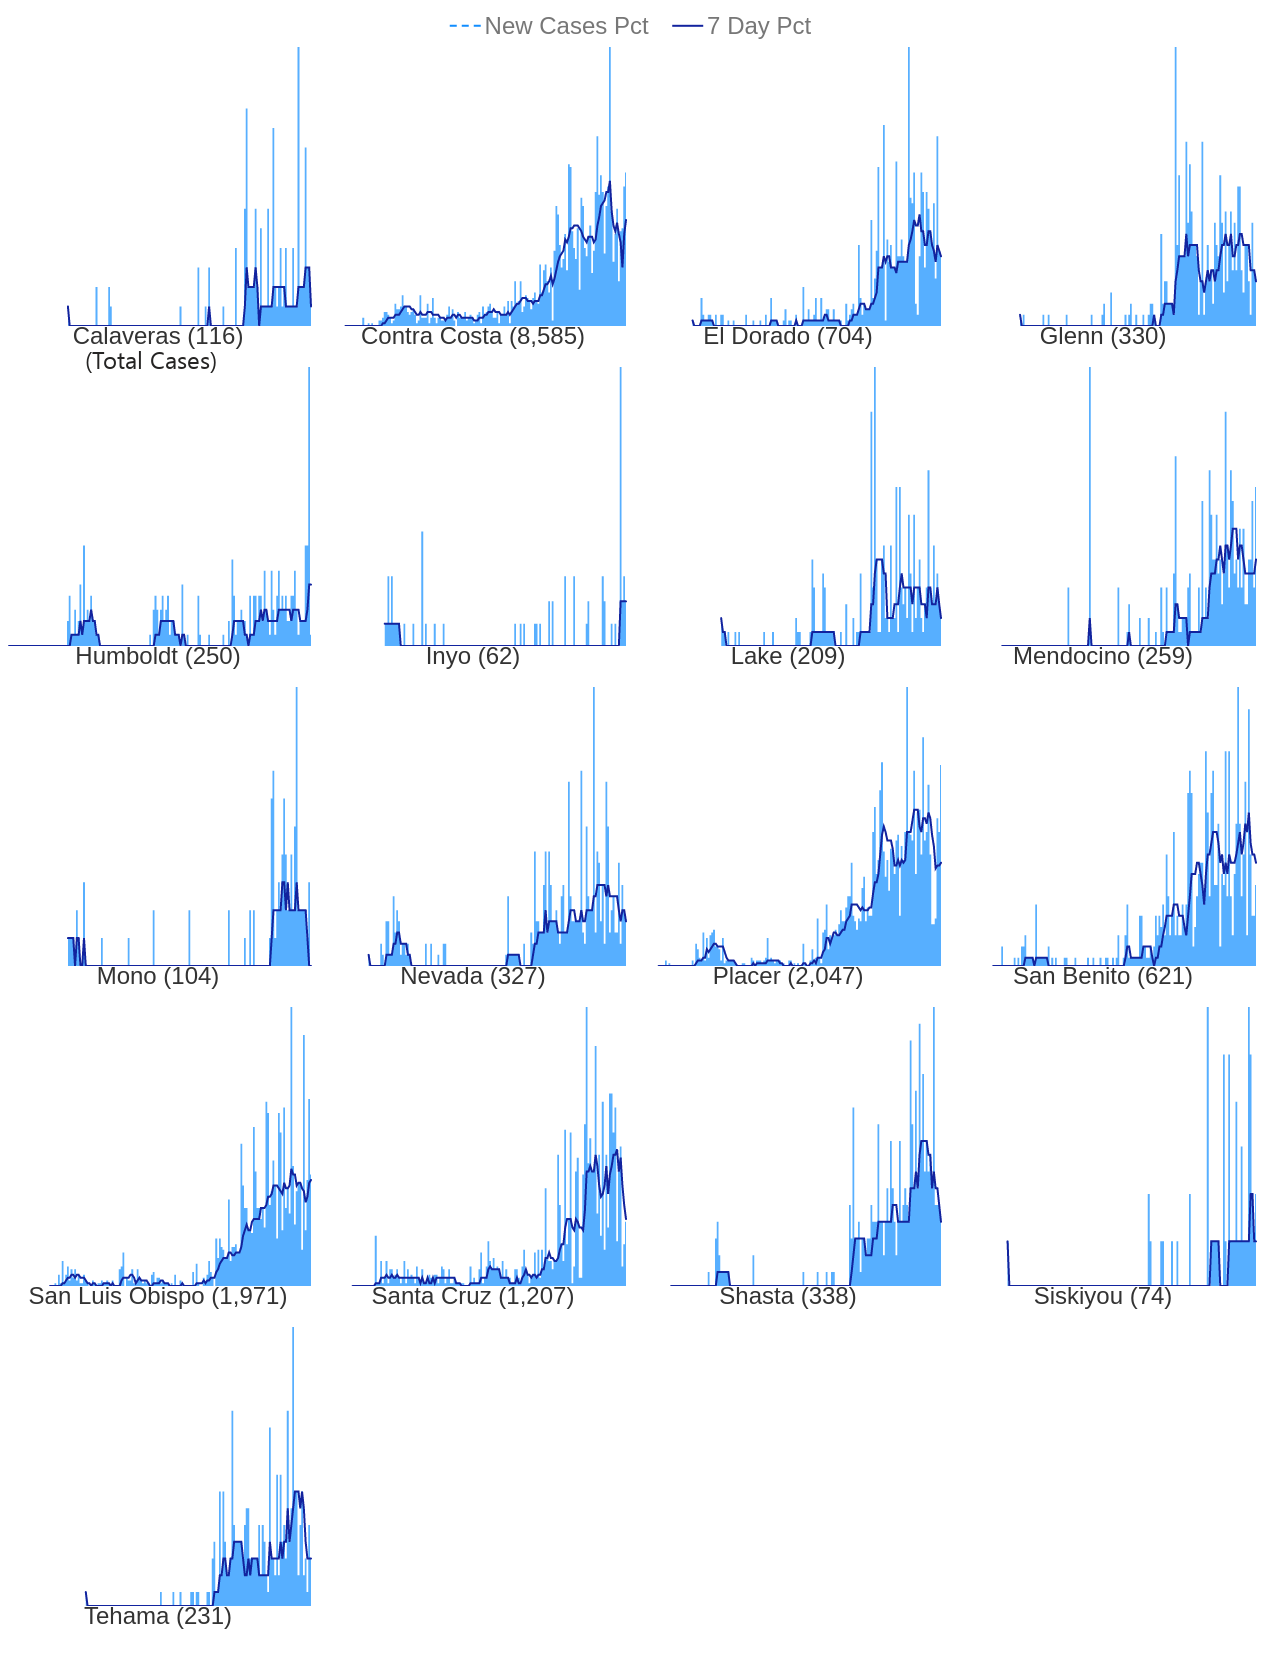 New Cases Pct 7 Day Pct
Calaveras (116) Contra Costa (8,585) El Dorado (704) Glenn (330)
(Total Cases)
Humboldt (250) Inyo (62) Lake (209) Mendocino (259)
Mono (104) Nevada (327) Placer (2,047) San Benito (621)
San Luis Obispo (1,971) Santa Cruz (1,207) Shasta (338) Siskiyou (74)
Tehama (231)